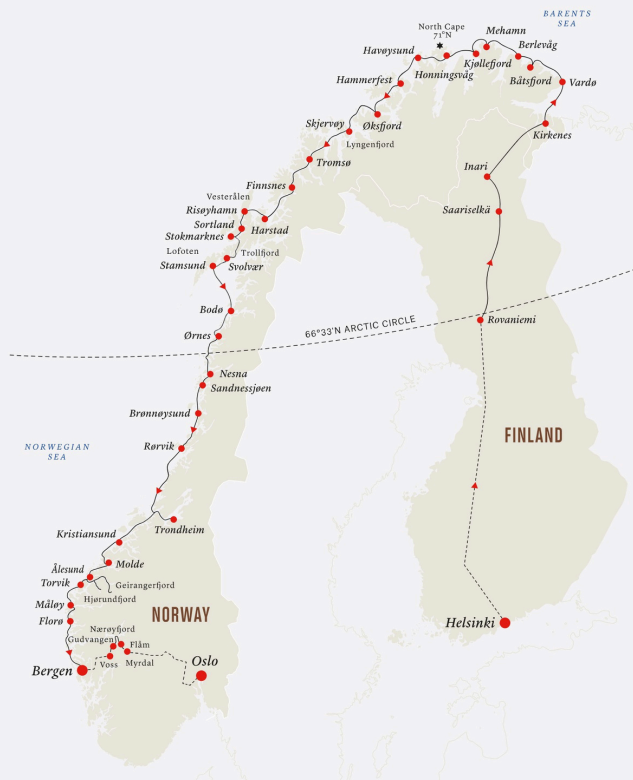 BARENTS
SEA
North Cape
71°N
Mehamn
Berlevåg
Havøysund
Kjøllefjord
Honningsvåg
Båtsfjord
Vardø
Hammerfest
Øksfjord
Skjervøy
Kirkenes
Lyngenfjord
Tromsø
Inari
Finnsnes
Vesterålen
Risøyhamn
Saariselkä
Sortland
Harstad
Stokmarknes
Lofoten
Trollfjord
Stamsund
Svolvær
Bodø
Rovaniemi
66°33'N ARCTIC CIRCLE
Ørnes
Nesna
Sandnessjøen
Brønnøysund
FINLAND
NORWEGIAN
SEA
Rørvik
Trondheim
Kristiansund
Molde
Ålesund
Torvik
Geirangerfjord
Hjørundfjord
Måløy
NORWAY
Florø
Helsinki
Nærøyfjord
Gudvangen
Flåm
Voss
Myrdal
Oslo
Bergen